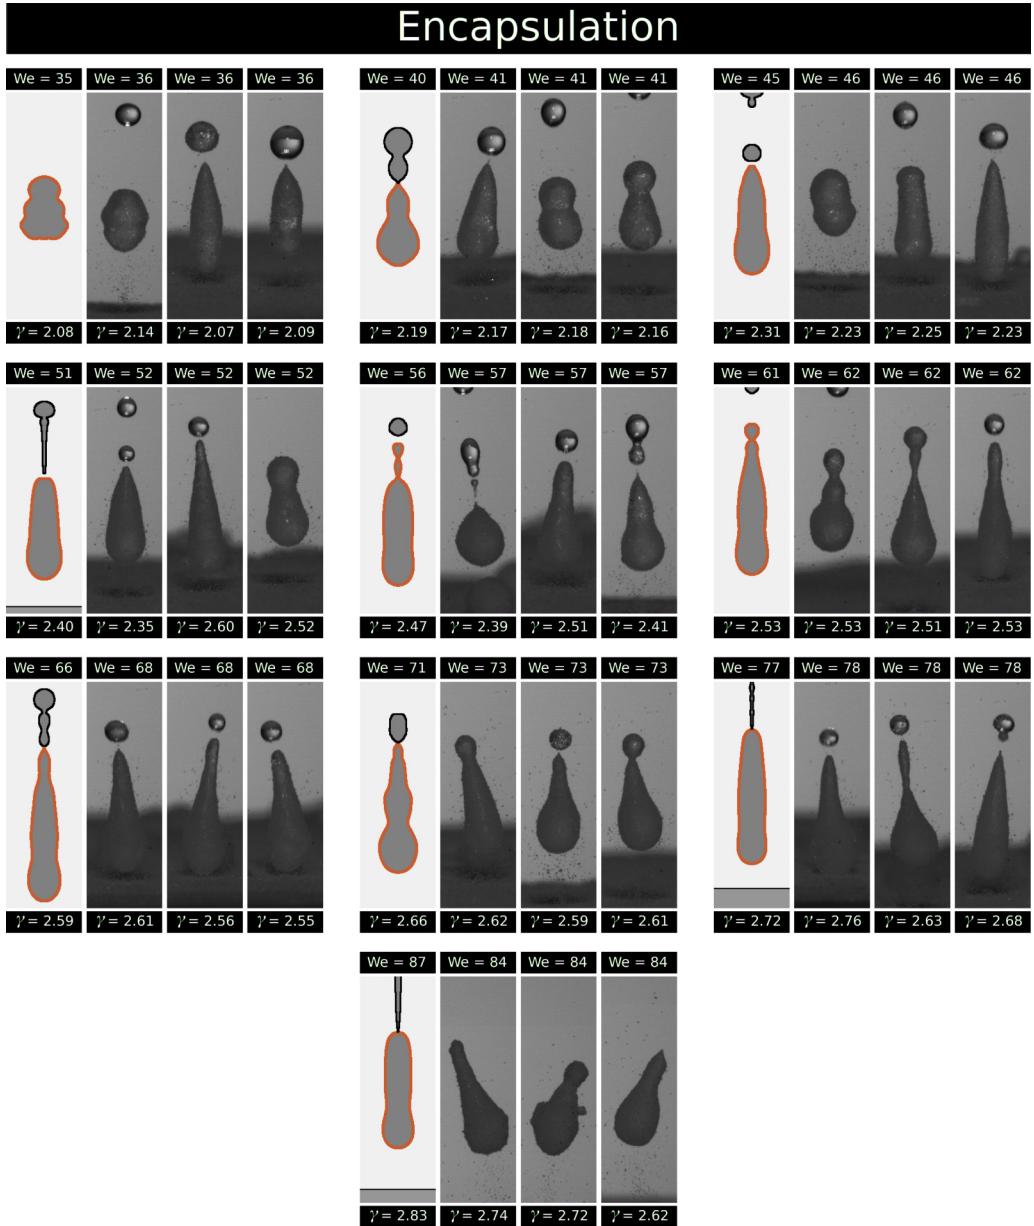 Encapsulation
We = 35 We = 36 We = 36 We = 36 We = 40 We = 41 We = 41 We = 41 We = 45 We = 46 We = 46 We = 46
γ = 2.08 γ = 2.14 γ = 2.07 γ = 2.09 γ = 2.19 γ = 2.17 γ = 2.18 γ = 2.16 γ = 2.31 γ = 2.23 γ = 2.25 γ = 2.23
We = 51 We = 52 We = 52 We = 52 We = 56 We = 57 We = 57 We = 57 We = 61 We = 62 We = 62 We = 62
γ = 2.40 γ = 2.35 γ = 2.60 γ = 2.52 γ = 2.47 γ = 2.39 γ = 2.51 γ = 2.41 γ = 2.53 γ = 2.53 γ = 2.51 γ = 2.53
We = 66 We = 68 We = 68 We = 68 We = 71 We = 73 We = 73 We = 73 We = 77 We = 78 We = 78 We = 78
γ = 2.59 γ = 2.61 γ = 2.56 γ = 2.55 γ = 2.66 γ = 2.62 γ = 2.59 γ = 2.61 γ = 2.72 γ = 2.76 γ = 2.63 γ = 2.68
We = 87 We = 84 We = 84 We = 84
γ = 2.83 γ = 2.74 γ = 2.72 γ = 2.62